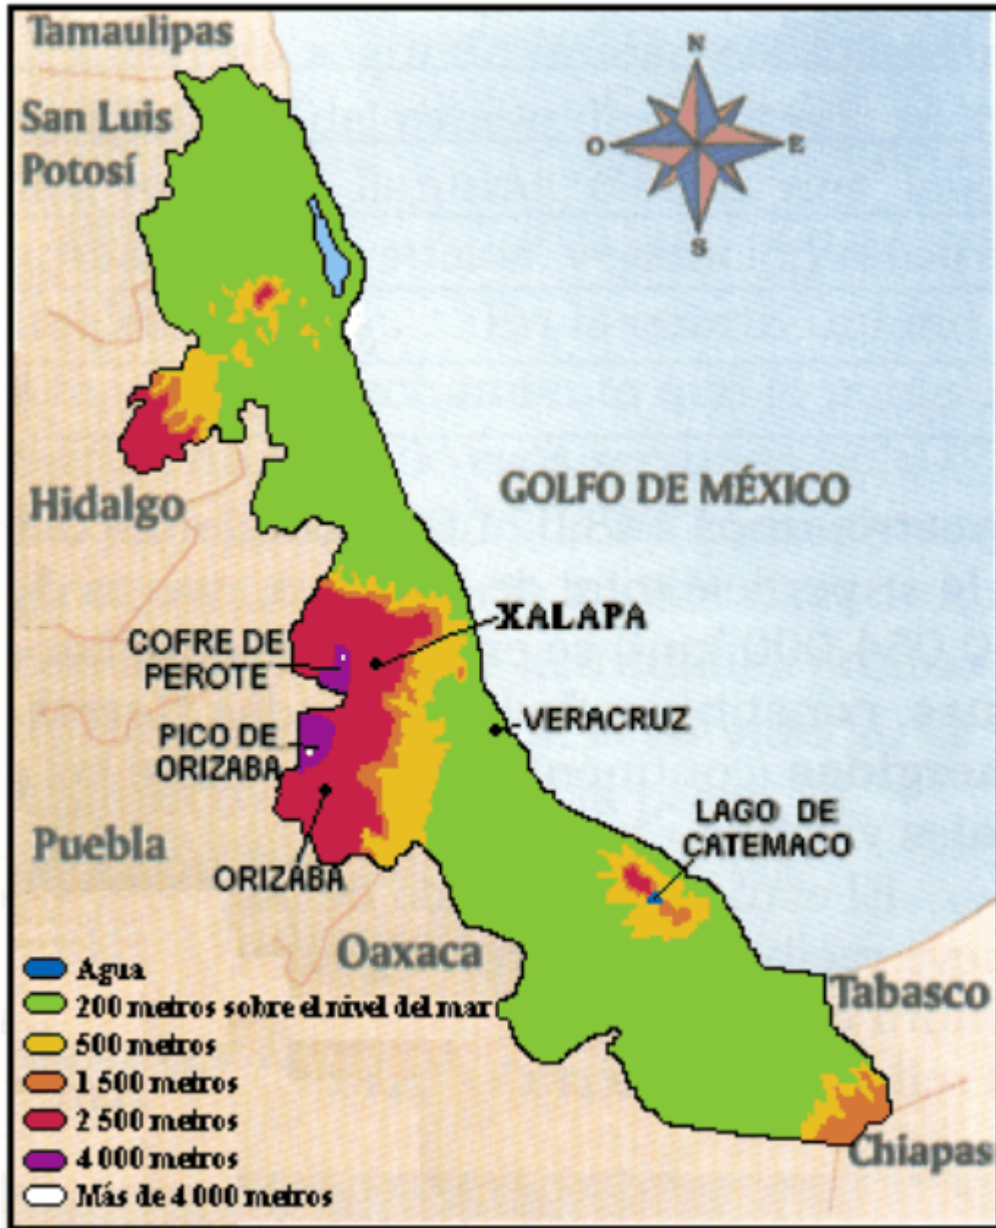 Tamaulipas
San Luis
Potosí
N
O
E
S
Hidalgo
GOLFO DE MÉXICO
XALAPA
COFRE DE
PEROTE
VERACRUZ
PICO DE
ORIZABA
LAGO DE
CATEMACO
Puebla
ORIZABA
Oaxaca
Tabasco
Chiapas
Agua
200 metros sobre el nivel del mar
500 metros
1 500 metros
2 500 metros
4 000 metros
Más de 4 000 metros